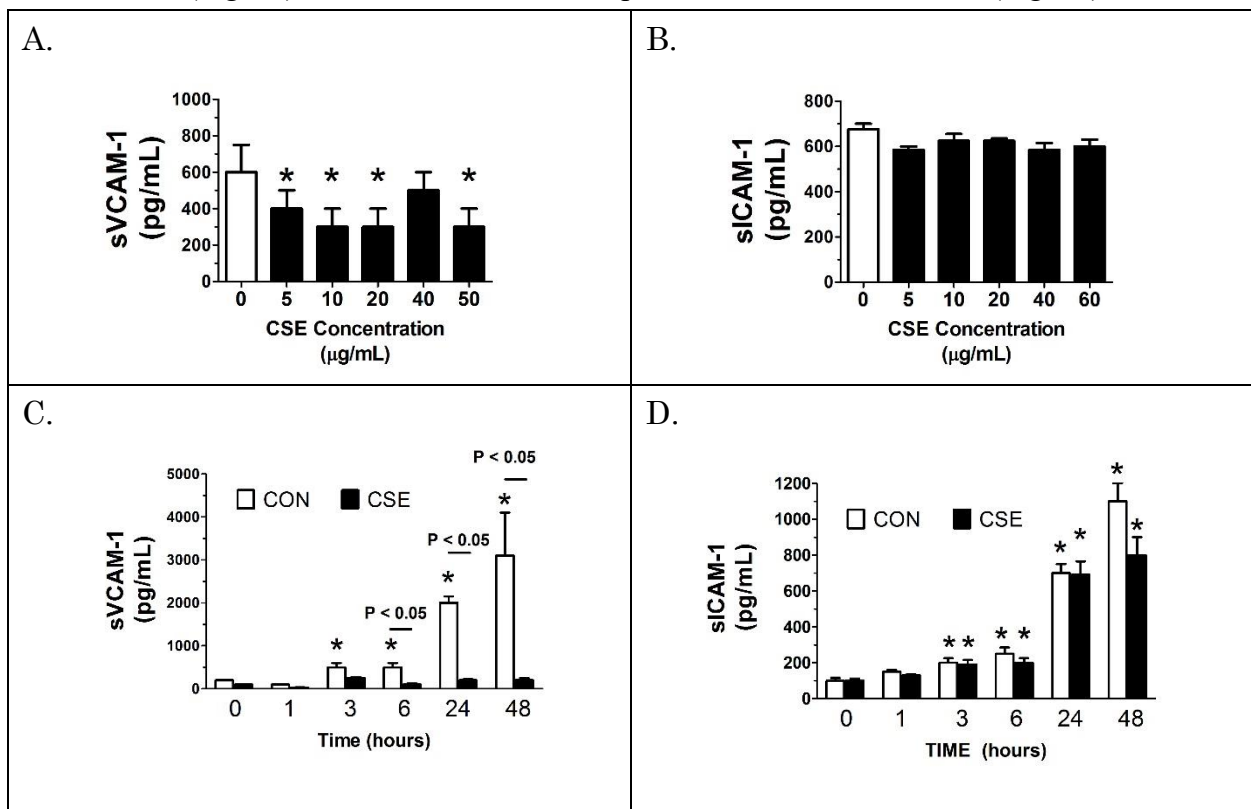 A.
sVCAM-1
(pg/mL)
1000
800
600
400
200
0
* * * *
0 5 10 20 40 50
CSE Concentration
(μg/mL)
B.
sICAM-1
(pg/mL)
800
600
400
200
0
0 5 10 20 40 60
CSE Concentration
(μg/mL)
C.
sVCAM-1
(pg/mL)
5000
4000
3000
2000
1000
500
0
CON CSE
P < 0.05
P < 0.05
P < 0.05
* * * *
0 1 3 6 24 48
Time (hours)
D.
sICAM-1
(pg/mL)
1200
1000
800
600
400
200
0
CON CSE
* * * * * * * *
0 1 3 6 24 48
TIME (hours)